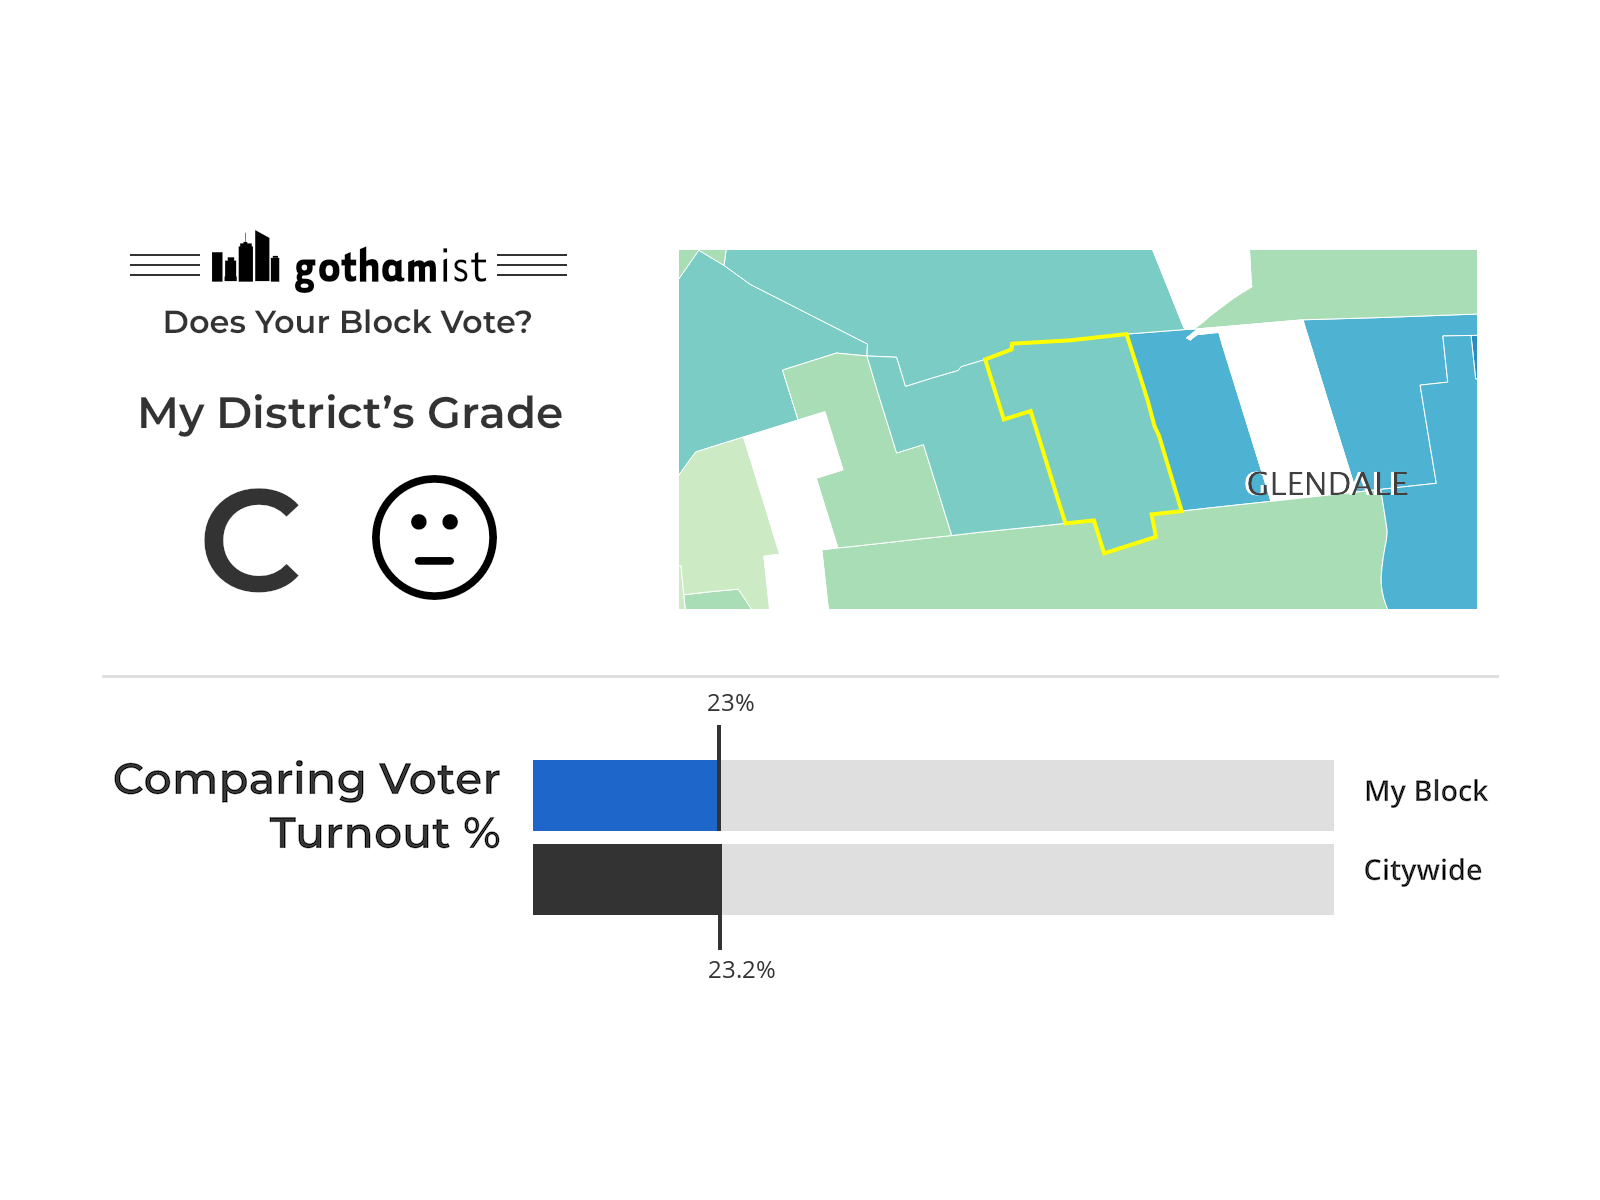 gothamist
Does Your Block Vote?
My District's Grade
C
GLENDALE
23%
Comparing Voter
Turnout %
My Block
Citywide
23.2%